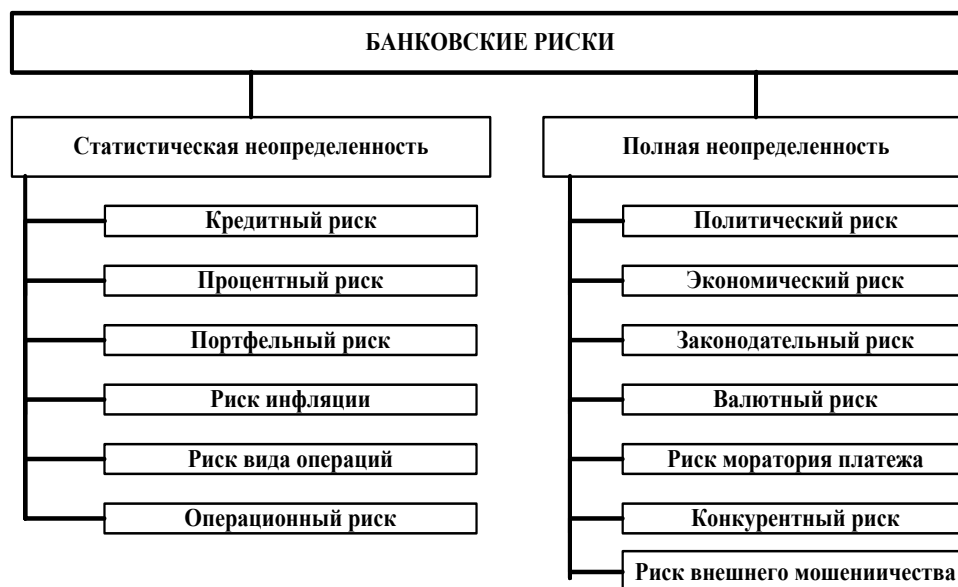 БАНКОВСКИЕ РИСКИ
Статистическая неопределенность
Кредитный риск
Процентный риск
Портфельный риск
Риск инфляции
Риск вида операций
Операционный риск
Полная неопределенность
Политический риск
Экономический риск
Законодательный риск
Валютный риск
Риск моратория платежа
Конкурентный риск
Риск внешнего мошениичества